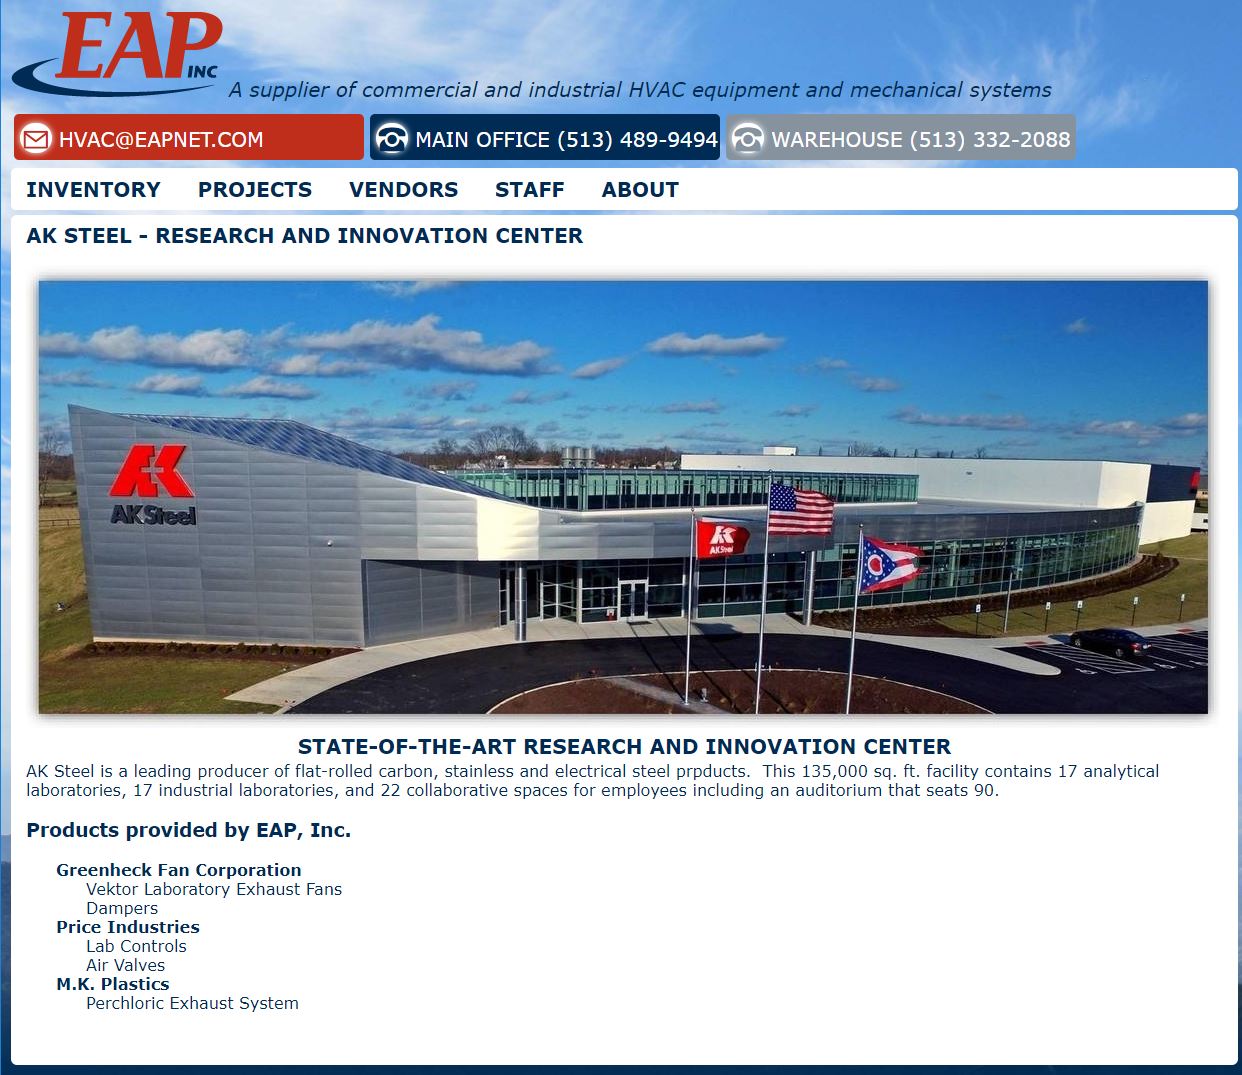 EAP INC
A supplier of commercial and industrial HVAC equipment and mechanical systems
HVAC@EAPNET.COM MAIN OFFICE (513) 489-9494 WAREHOUSE (513) 332-2088
INVENTORY PROJECTS VENDORS STAFF ABOUT
AK STEEL - RESEARCH AND INNOVATION CENTER
AK Steel
AK Steel
STATE-OF-THE-ART RESEARCH AND INNOVATION CENTER
AK Steel is a leading producer of flat-rolled carbon, stainless and electrical steel prpducts. This 135,000 sq. ft. facility contains 17 analytical
laboratories, 17 industrial laboratories, and 22 collaborative spaces for employees including an auditorium that seats 90.
Products provided by EAP, Inc.
Greenheck Fan Corporation
Vektor Laboratory Exhaust Fans
Dampers
Price Industries
Lab Controls
Air Valves
M.K. Plastics
Perchloric Exhaust System